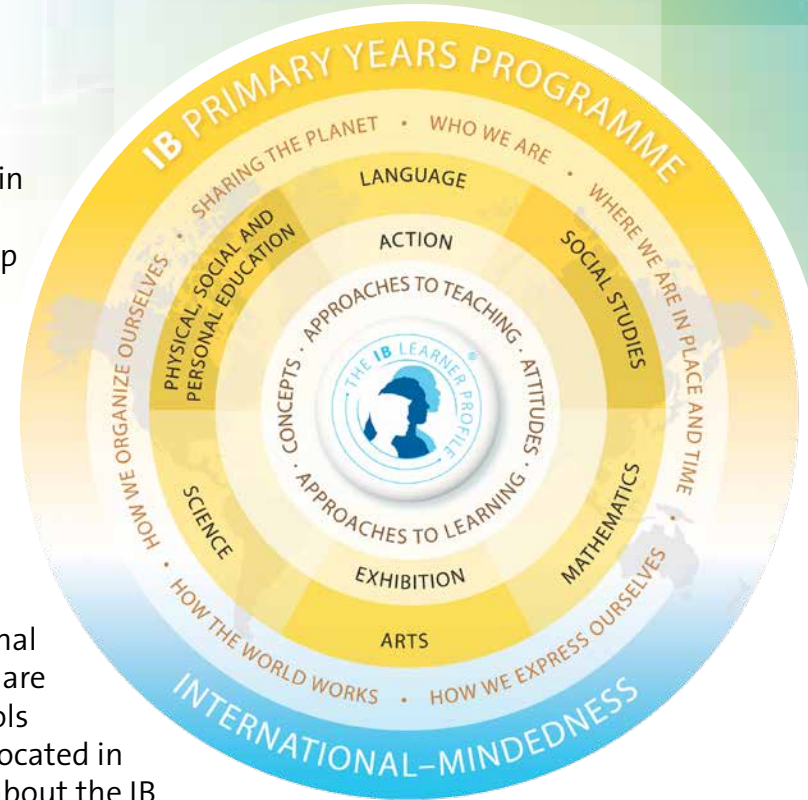 in
p
nal
are
ols
ocated in
about the IB
IB PRIMARY YEARS PROGRAMME
SHARING THE PLANET • WHO WE ARE • WHERE WE ARE IN PLACE AND TIME • HOW WE EXPRESS OURSELVES • HOW THE WORLD WORKS • HOW WE ORGANIZE OURSELVES •
LANGUAGE
SOCIAL STUDIES
MATHEMATICS
ARTS
SCIENCE
PHYSICAL, SOCIAL AND
PERSONAL EDUCATION
ACTION
EXHIBITION
APPROACHES TO TEACHING • ATTITUDES • APPROACHES TO LEARNING • CONCEPTS •
THE IB LEARNER PROFILE ®
INTERNATIONAL–MINDEDNESS